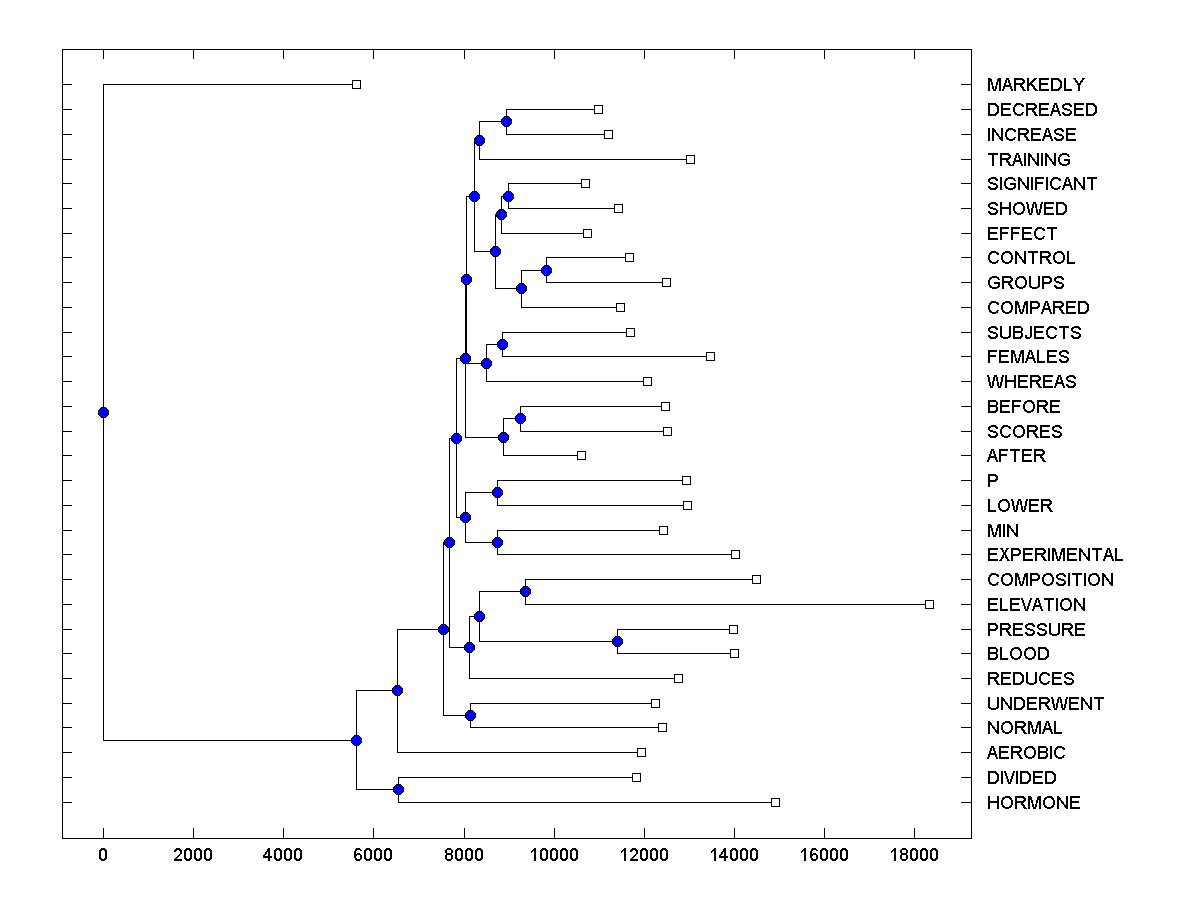 MARKEDLY
DECREASED
INCREASE
TRAINING
SIGNIFICANT
SHOWED
EFFECT
CONTROL
GROUPS
COMPARED
SUBJECTS
FEMALES
WHEREAS
BEFORE
SCORES
AFTER
P
LOWER
MIN
EXPERIMENTAL
COMPOSITION
ELEVATION
PRESSURE
BLOOD
REDUCES
UNDERWENT
NORMAL
AEROBIC
DIVIDED
HORMONE
0 2000 4000 6000 8000 10000 12000 14000 16000 18000